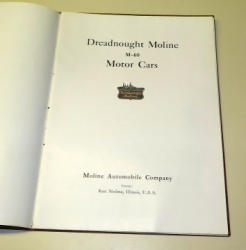 Dreadnought Moline
M-40
Motor Cars
Moline Automobile Company
East Moline, Illinois, U.S.A.